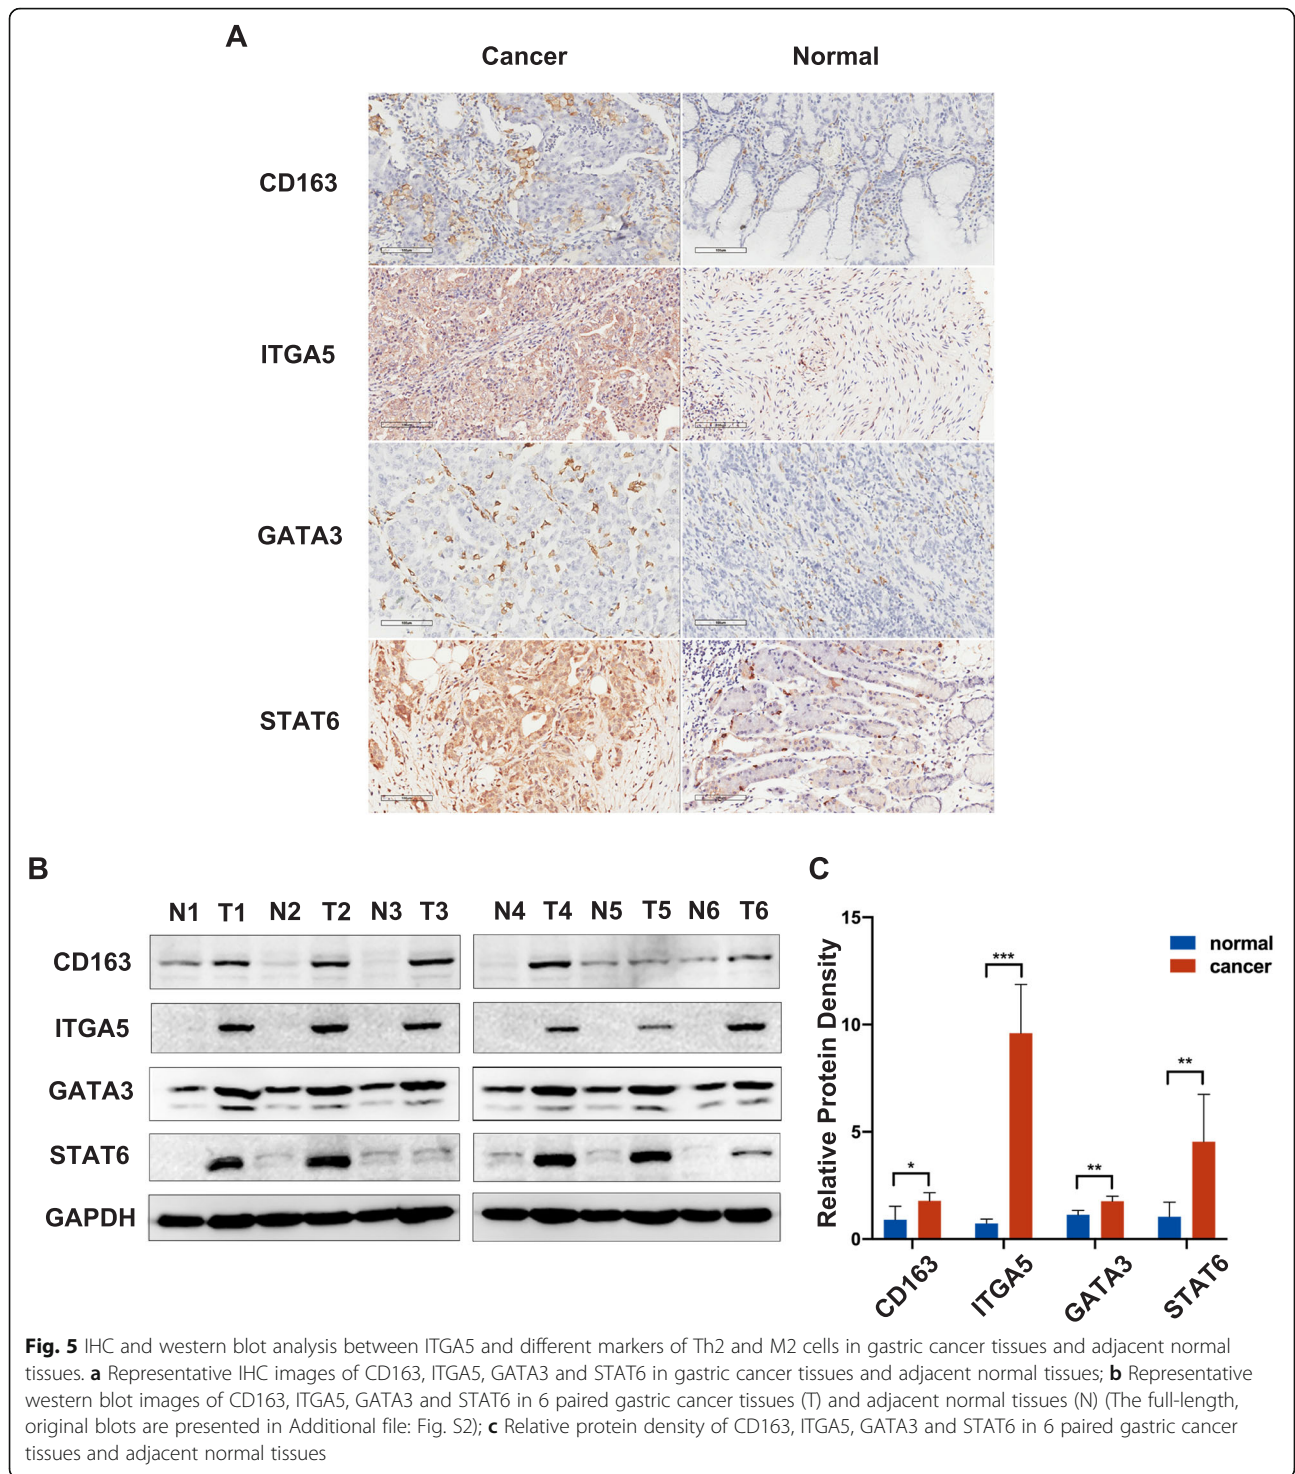 A
Cancer Normal
CD163
ITGA5
GATA3
STAT6
B
N1 T1 N2 T2 N3 T3 N4 T4 N5 T5 N6 T6
CD163
ITGA5
GATA3
STAT6
GAPDH
C
Relative Protein Density
15
10
5
0
normal
cancer
*
***
**
**
CD163 ITGA5 GATA3 STAT6
Fig. 5 IHC and western blot analysis between ITGA5 and different markers of Th2 and M2 cells in gastric cancer tissues and adjacent normal
tissues. a Representative IHC images of CD163, ITGA5, GATA3 and STAT6 in gastric cancer tissues and adjacent normal tissues; b Representative
western blot images of CD163, ITGA5, GATA3 and STAT6 in 6 paired gastric cancer tissues (T) and adjacent normal tissues (N) (The full-length,
original blots are presented in Additional file: Fig. S2); c Relative protein density of CD163, ITGA5, GATA3 and STAT6 in 6 paired gastric cancer
tissues and adjacent normal tissues